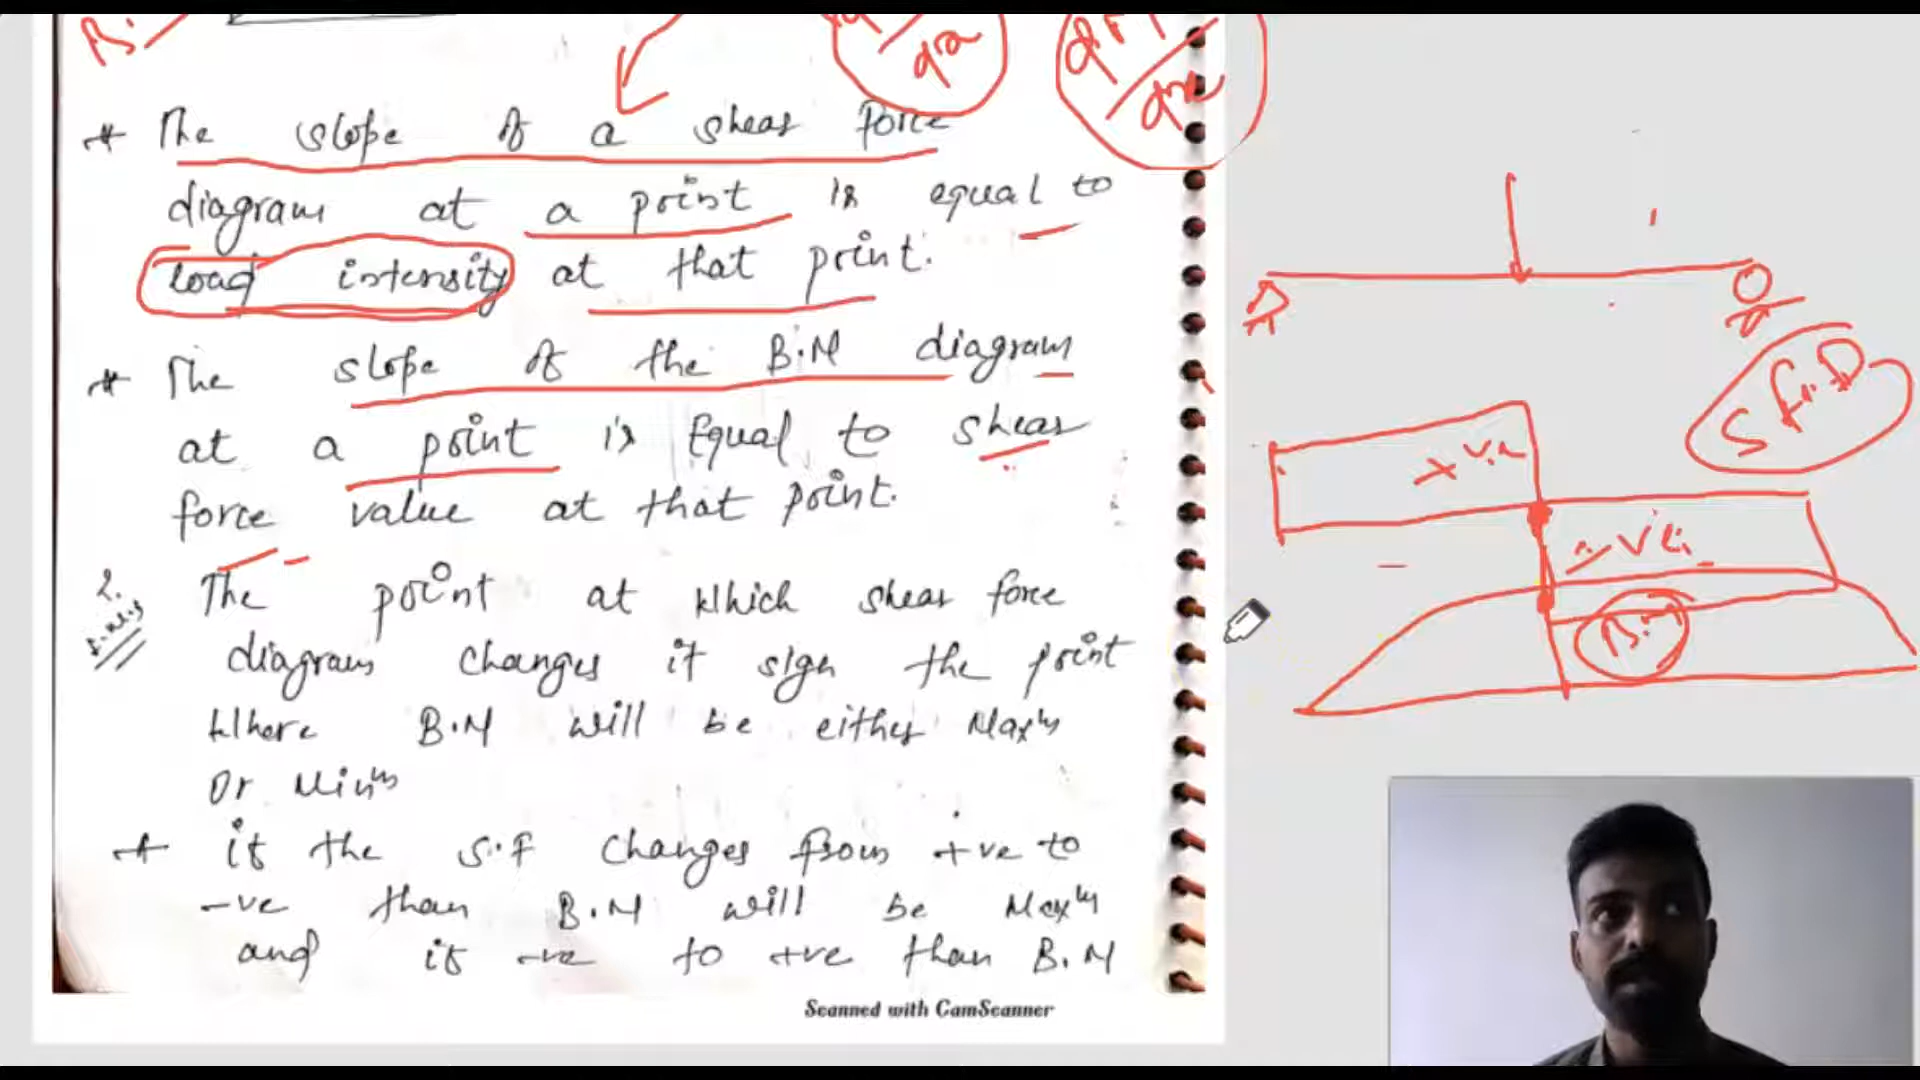 dx
dx
* The slope of a shear force
diagram at a point is equal to
load intensity at that point.
* The slope of the B.M diagram
at a point is Equal to shear
force value at that point.
2. The point at which shear force
diagram changes it sign the point
where B.M will be either Maxm
Or Minm
* if the S.F changes from +ve to
-ve than B.M will be Maxm
and if -ve to +ve than B.M
Scanned with CamScanner
S.F.D
+ve
-ve
B.M